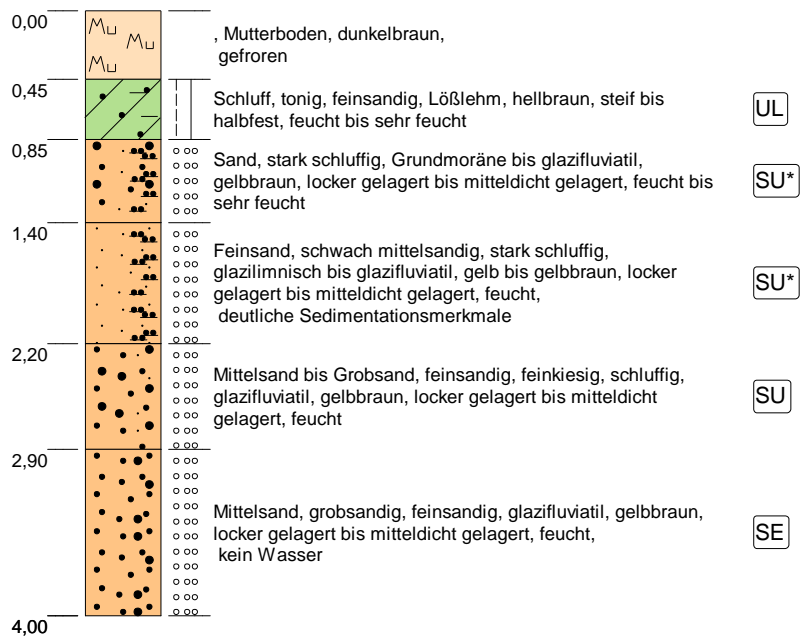 0,00
Mu
Mu
Mu
, Mutterboden, dunkelbraun,
gefroren
0,45
Schluff, tonig, feinsandig, Lößlehm, hellbraun, steif bis
halbfest, feucht bis sehr feucht
UL
0,85
Sand, stark schluffig, Grundmoräne bis glazifluviatil,
gelbbraun, locker gelagert bis mitteldicht gelagert, feucht bis
sehr feucht
SU*
1,40
Feinsand, schwach mittelsandig, stark schluffig,
glazilimnisch bis glazifluviatil, gelb bis gelbbraun, locker
gelagert bis mitteldicht gelagert, feucht,
deutliche Sedimentationsmerkmale
SU*
2,20
Mittelsand bis Grobsand, feinsandig, feinkiesig, schluffig,
glazifluviatil, gelbbraun, locker gelagert bis mitteldicht
gelagert, feucht
SU
2,90
Mittelsand, grobsandig, feinsandig, glazifluviatil, gelbbraun,
locker gelagert bis mitteldicht gelagert, feucht,
kein Wasser
SE
4,00